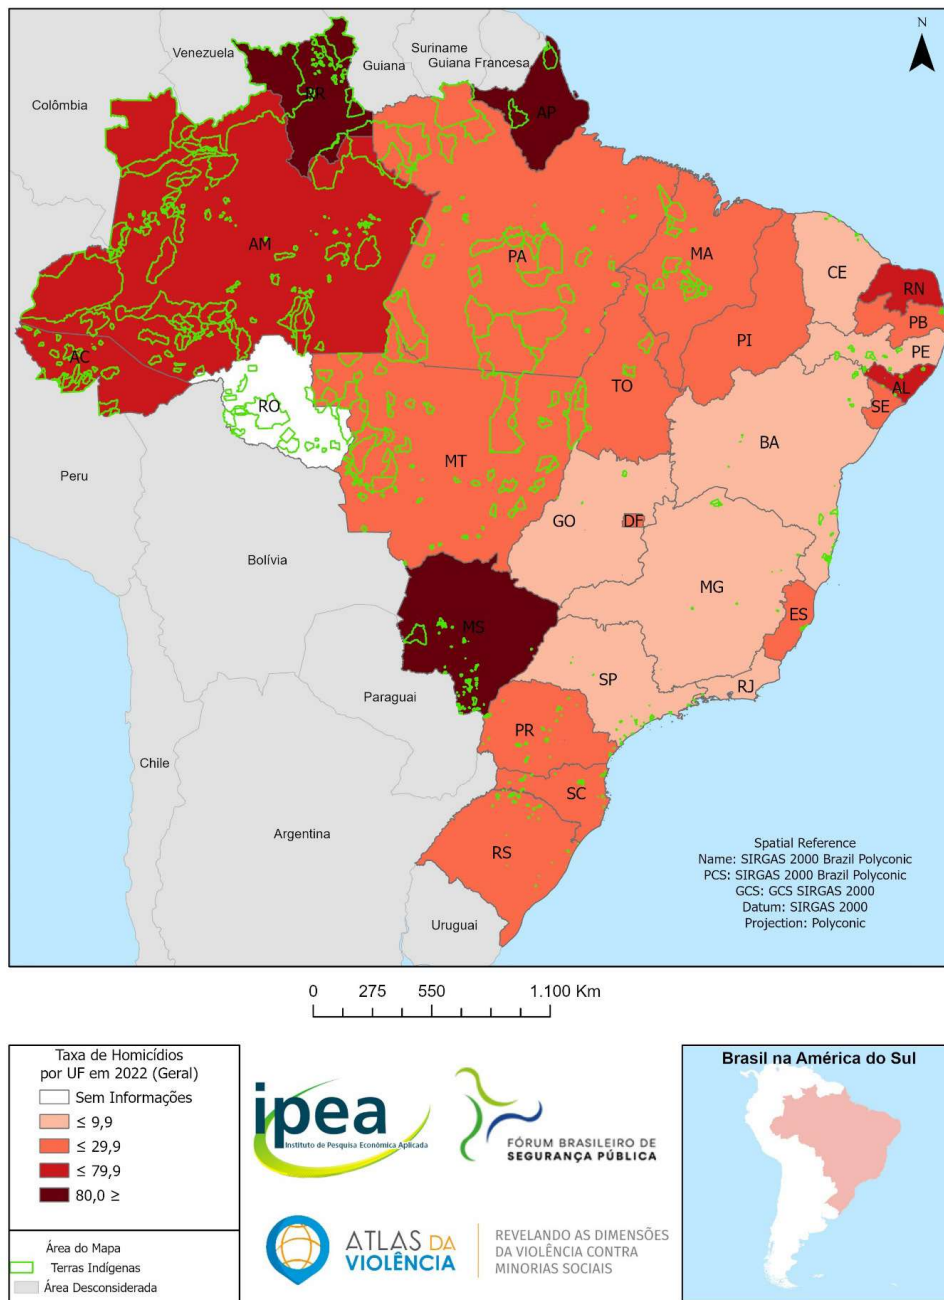 N
Venezuela
Suriname
Guiana
Guiana Francesa
Colômbia
RR
AP
AM
PA
MA
CE
RN
PB
PE
PI
AC
TO
AL
SE
RO
BA
MT
Peru
GO
DF
Bolívia
MG
ES
MS
SP
RJ
Paraguai
PR
Chile
SC
Argentina
RS
Uruguai
Spatial Reference
Name: SIRGAS 2000 Brazil Polyconic
PCS: SIRGAS 2000 Brazil Polyconic
GCS: GCS SIRGAS 2000
Datum: SIRGAS 2000
Projection: Polyconic
0 275 550 1.100 Km
Taxa de Homicídios
por UF em 2022 (Geral)
Sem Informações
≤ 9,9
≤ 29,9
≤ 79,9
80,0 ≥
Área do Mapa
Terras Indígenas
Área Desconsiderada
ipea
Instituto de Pesquisa Econômica Aplicada
FÓRUM BRASILEIRO DE
SEGURANÇA PÚBLICA
ATLAS DA
VIOLÊNCIA
REVELANDO AS DIMENSÕES
DA VIOLÊNCIA CONTRA
MINORIAS SOCIAIS
Brasil na América do Sul